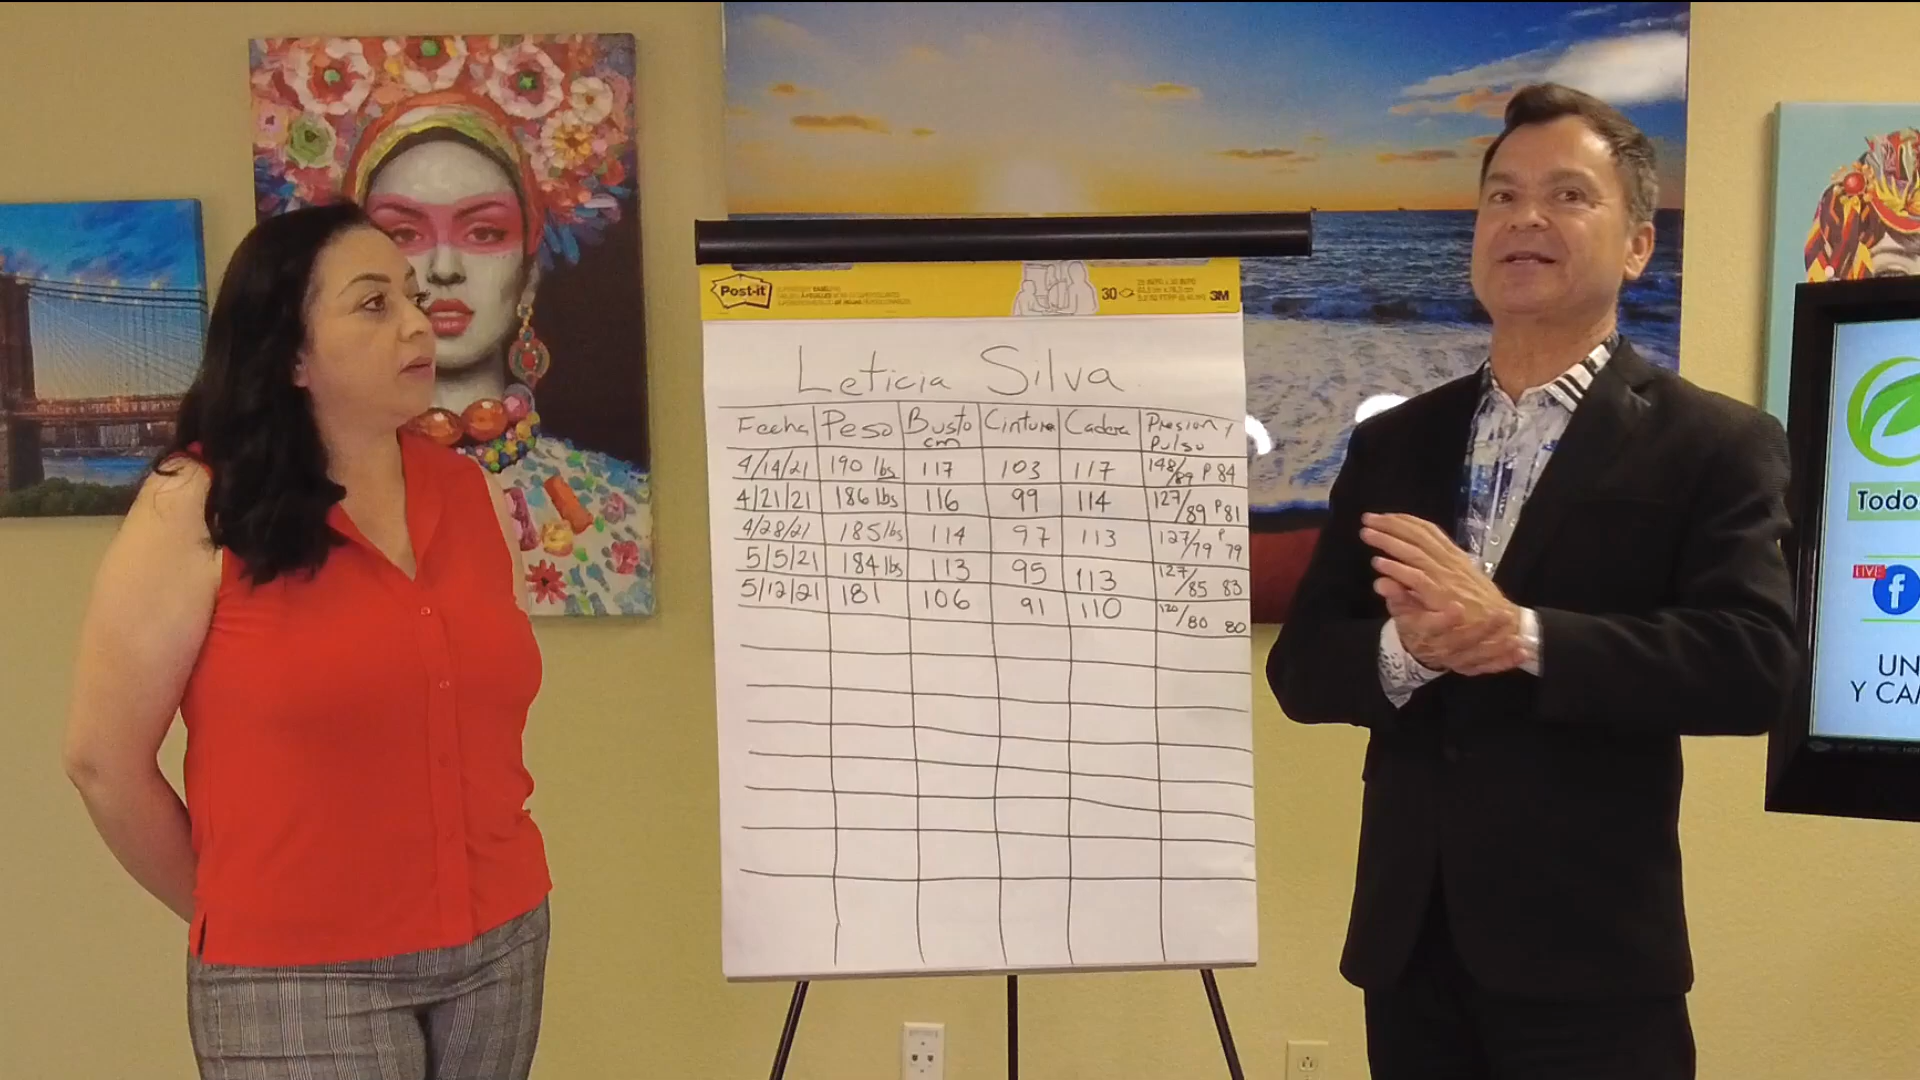 Post-it
30
3M
Leticia Silva
Fecha Peso Busto cm Cintura Cadera Presion y Pulso
4/14/21 190 lbs 117 103 117 148/89 P 84
4/21/21 186 lbs 116 99 114 127/89 P 81
4/28/21 185 lbs 114 97 113 127/79 P 79
5/5/21 184 lbs 113 95 113 127/85 83
5/12/21 181 106 91 110 120/80 80
Todo
LIVE
f
UN
Y CA